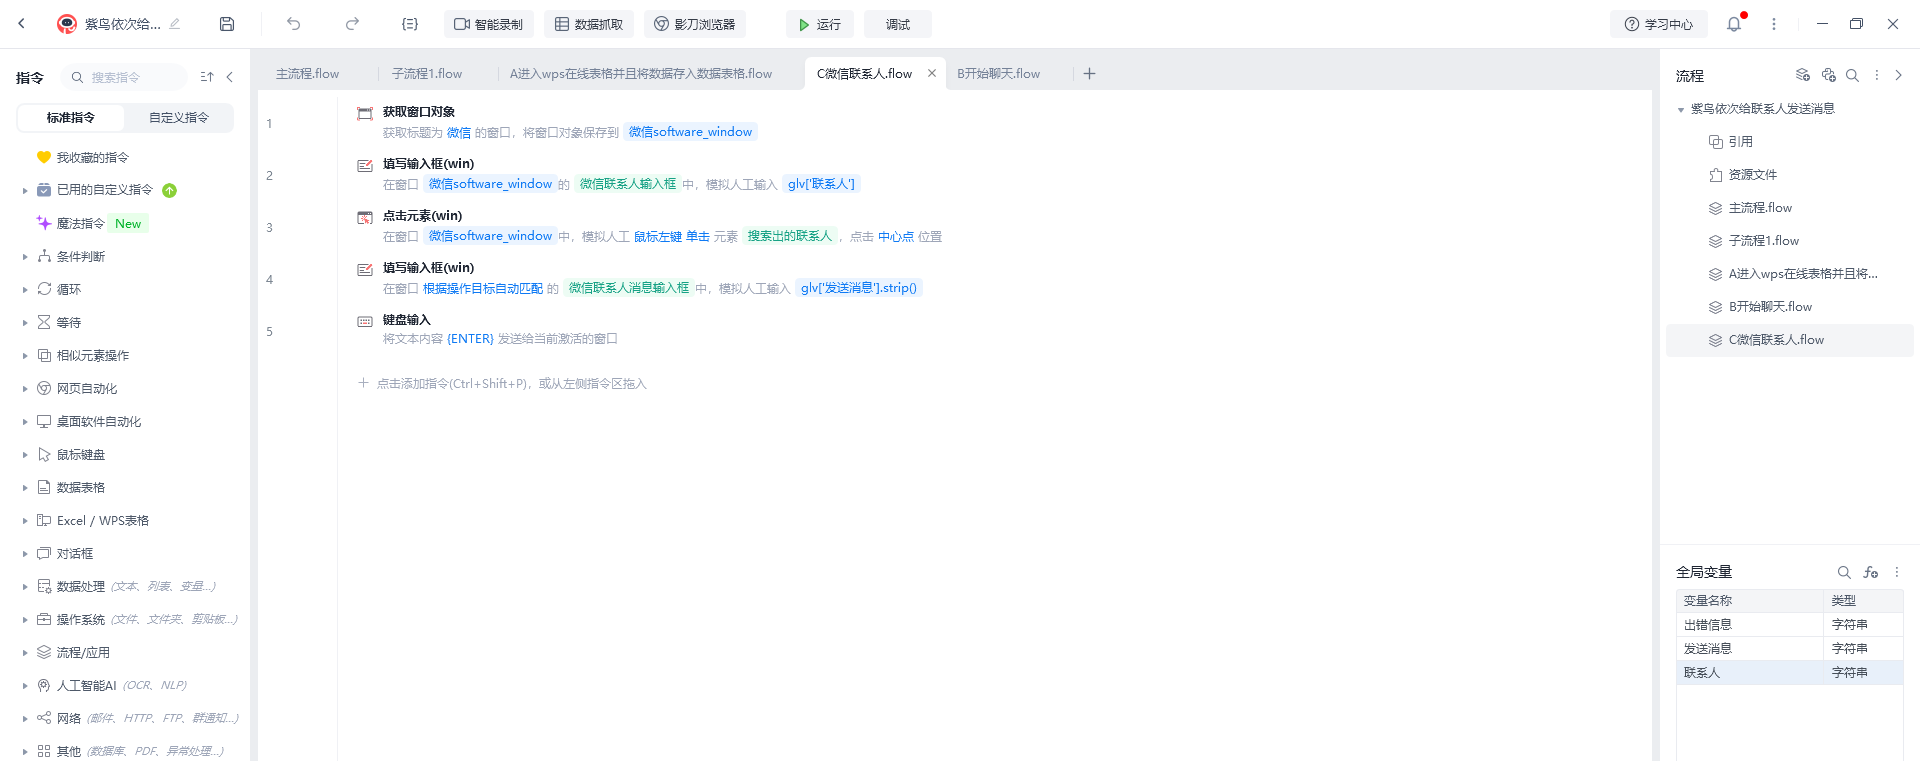 紫鸟依次给...
智能录制
数据抓取
影刀浏览器
运行
调试
学习中心
指令
搜索指令
标准指令
自定义指令
我收藏的指令
已用的自定义指令
魔法指令 New
条件判断
循环
等待
相似元素操作
网页自动化
桌面软件自动化
鼠标键盘
数据表格
Excel / WPS表格
对话框
数据处理 (文本、列表、变量...)
操作系统 (文件、文件夹、剪贴板...)
流程/应用
人工智能AI (OCR、NLP)
网络 (邮件、HTTP、FTP、群通知...)
其他 (数据库、PDF、异常处理...)
主流程.flow
子流程1.flow
A进入wps在线表格并且将数据存入数据表格.flow
C微信联系人.flow
B开始聊天.flow
1
获取窗口对象
获取标题为 微信 的窗口，将窗口对象保存到 微信software_window
2
填写输入框(win)
在窗口 微信software_window 的 微信联系人输入框 中，模拟人工输入 glv['联系人']
3
点击元素(win)
在窗口 微信software_window 中，模拟人工 鼠标左键 单击 元素 搜索出的联系人 ，点击 中心点 位置
4
填写输入框(win)
在窗口 根据操作目标自动匹配 的 微信联系人消息输入框 中，模拟人工输入 glv['发送消息'].strip()
5
键盘输入
将文本内容 {ENTER} 发送给当前激活的窗口
点击添加指令(Ctrl+Shift+P)，或从左侧指令区拖入
流程
紫鸟依次给联系人发送消息
引用
资源文件
主流程.flow
子流程1.flow
A进入wps在线表格并且将...
B开始聊天.flow
C微信联系人.flow
全局变量
变量名称 类型
出错信息 字符串
发送消息 字符串
联系人 字符串